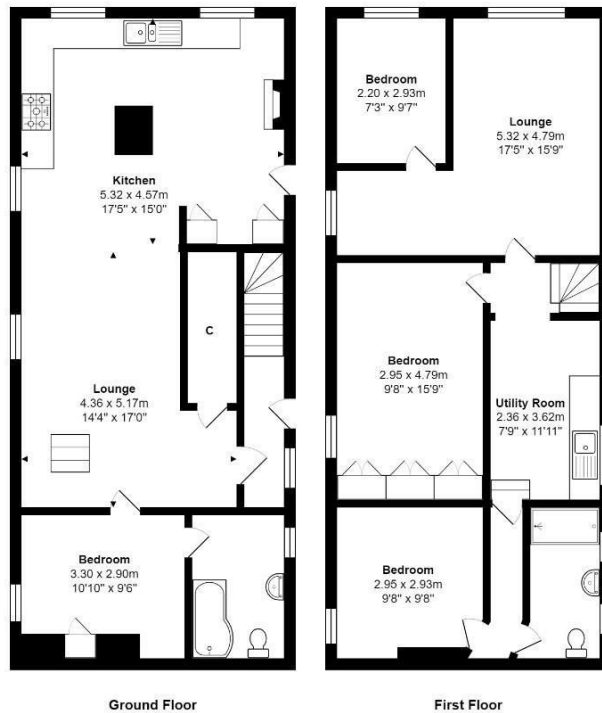 Kitchen
5.32 x 4.57m
17'5" x 15'0"
C
Lounge
4.36 x 5.17m
14'4" x 17'0"
Bedroom
3.30 x 2.90m
10'10" x 9'6"
Ground Floor
Bedroom
2.20 x 2.93m
7'3" x 9'7"
Lounge
5.32 x 4.79m
17'5" x 15'9"
Bedroom
2.95 x 4.79m
9'8" x 15'9"
Utility Room
2.36 x 3.62m
7'9" x 11'11"
Bedroom
2.95 x 2.93m
9'8" x 9'8"
First Floor